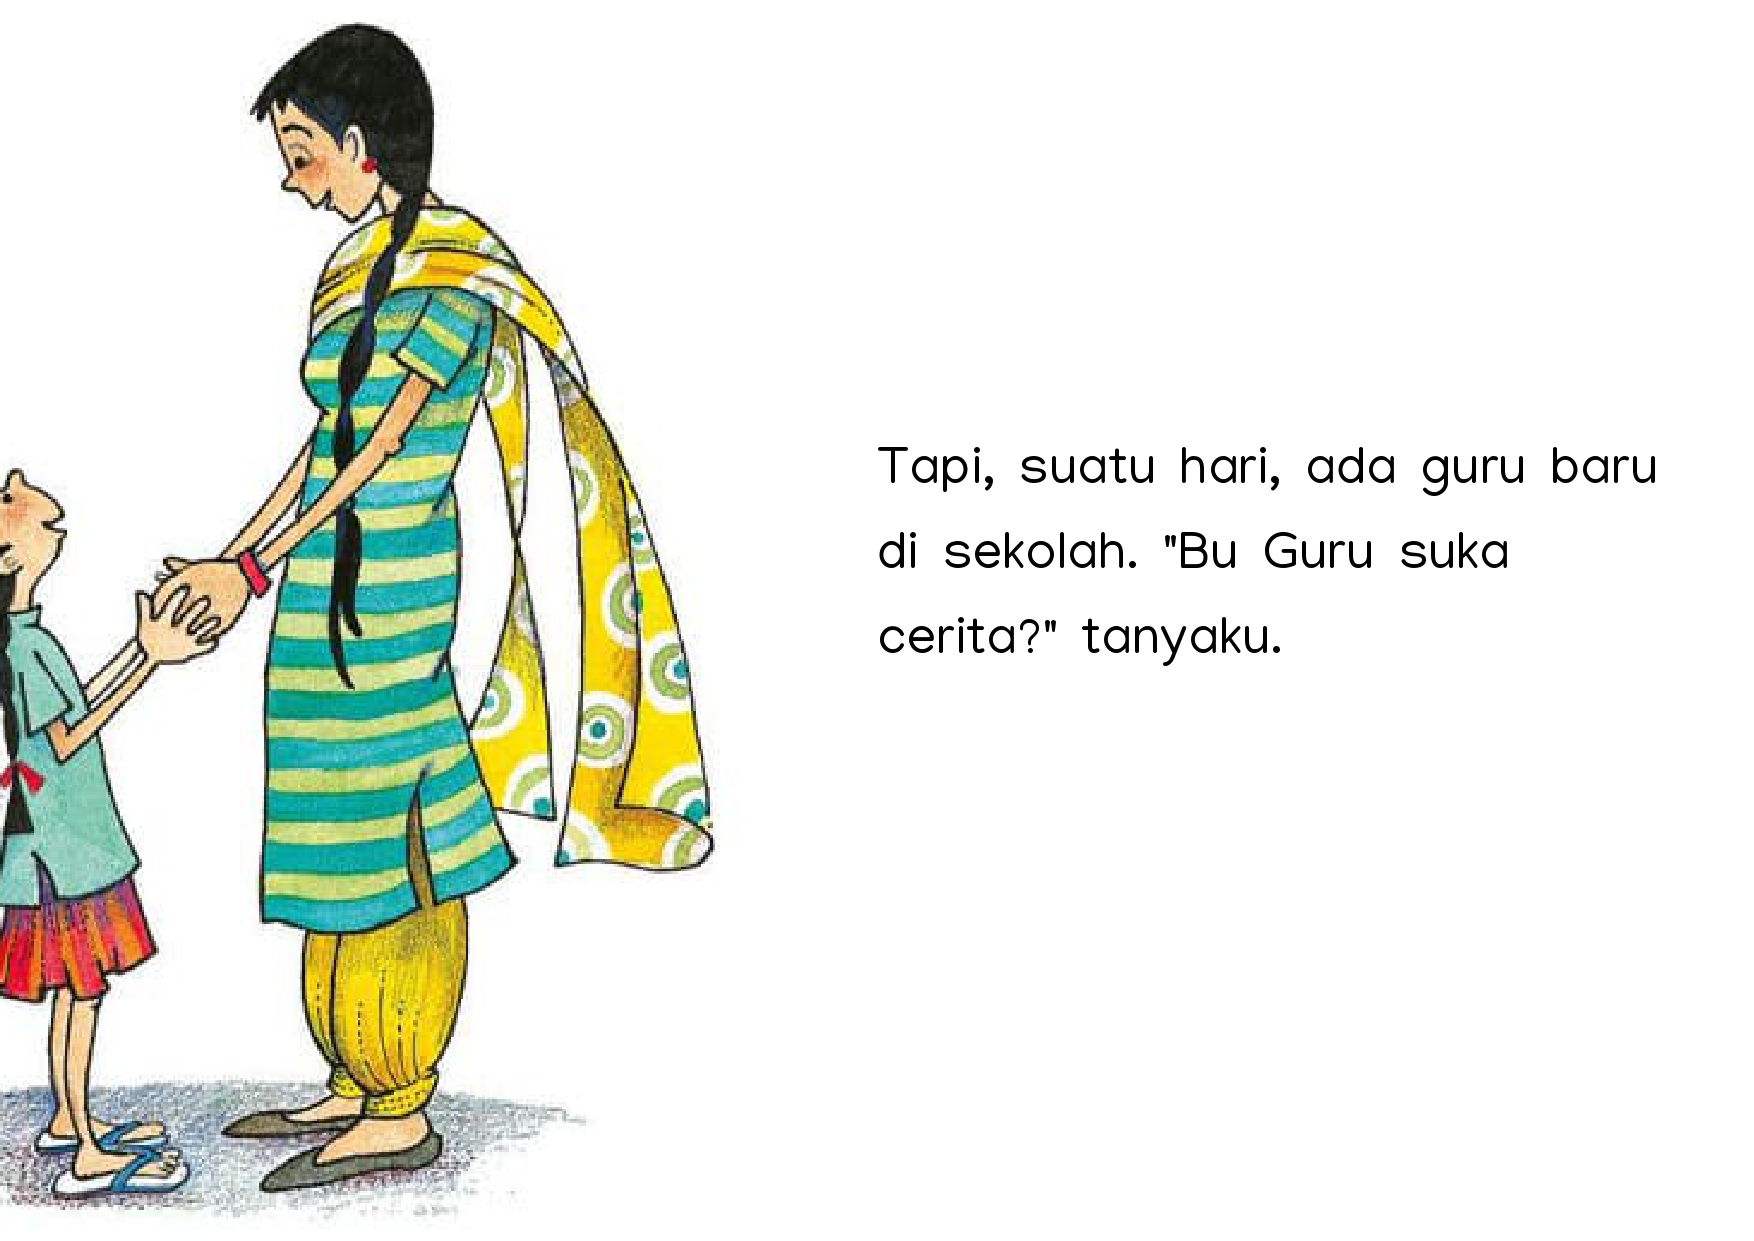 Tapi, suatu hari, ada guru baru
di sekolah. "Bu Guru suka
cerita?" tanyaku.